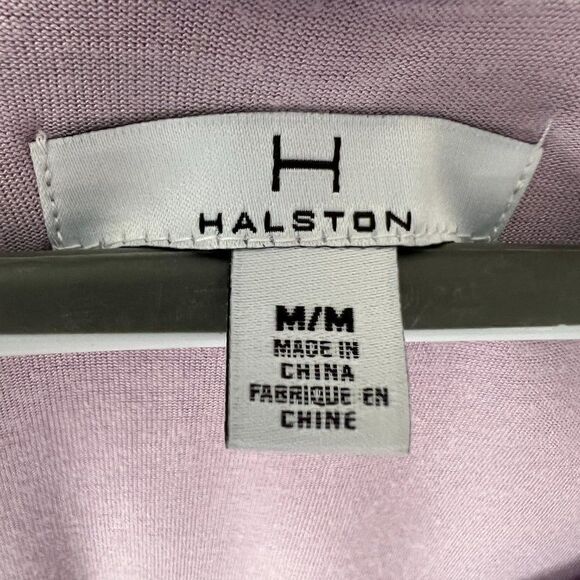 H
HALSTON
M/M
MADE IN
CHINA
FABRIQUE EN
CHINE